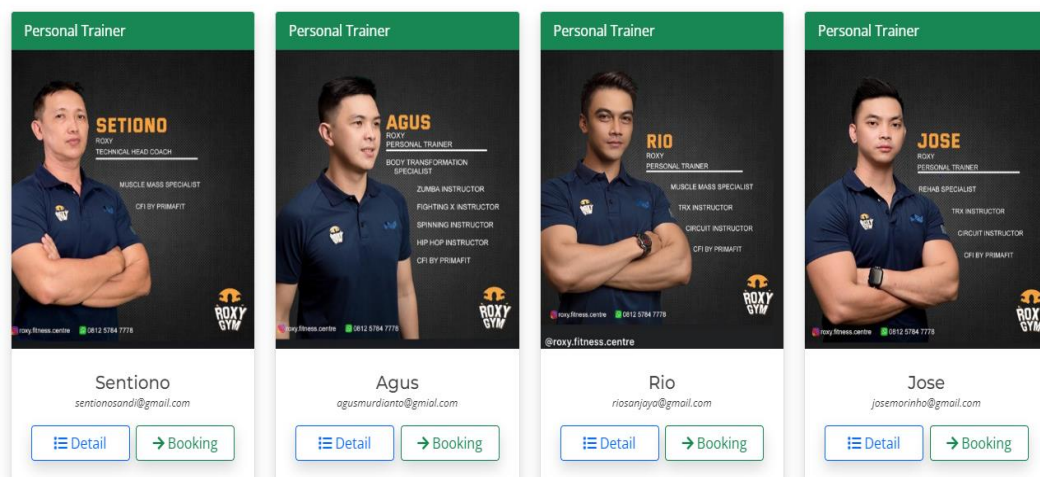 Personal Trainer
SETIONO
ROXY
TECHNICAL HEAD COACH
MUSCLE MASS SPECIALIST
CFI BY PRIMAFIT
ROXY
GYM
roxy.fitness.centre 0812 5784 7778
Sentiono
sentionosandi@gmail.com
Detail
Booking
Personal Trainer
AGUS
ROXY
PERSONAL TRAINER
BODY TRANSFORMATION
SPECIALIST
ZUMBA INSTRUCTOR
FIGHTING X INSTRUCTOR
SPINNING INSTRUCTOR
HIP HOP INSTRUCTOR
CFI BY PRIMAFIT
ROXY
GYM
roxy.fitness.centre 0812 5784 7778
Agus
agusmurdianto@gmial.com
Detail
Booking
Personal Trainer
RIO
ROXY
PERSONAL TRAINER
MUSCLE MASS SPECIALIST
TRX INSTRUCTOR
CIRCUIT INSTRUCTOR
CFI BY PRIMAFIT
ROXY
GYM
roxy.fitness.centre 0812 5784 7778
@roxy.fitness.centre
Rio
riosanjaya@gmail.com
Detail
Booking
Personal Trainer
JOSE
ROXY
PERSONAL TRAINER
REHAB SPECIALIST
TRX INSTRUCTOR
CIRCUIT INSTRUCTOR
CFI BY PRIMAFIT
ROXY
GYM
roxy.fitness.centre 0812 5784 7778
Jose
josemorinho@gmail.com
Detail
Booking